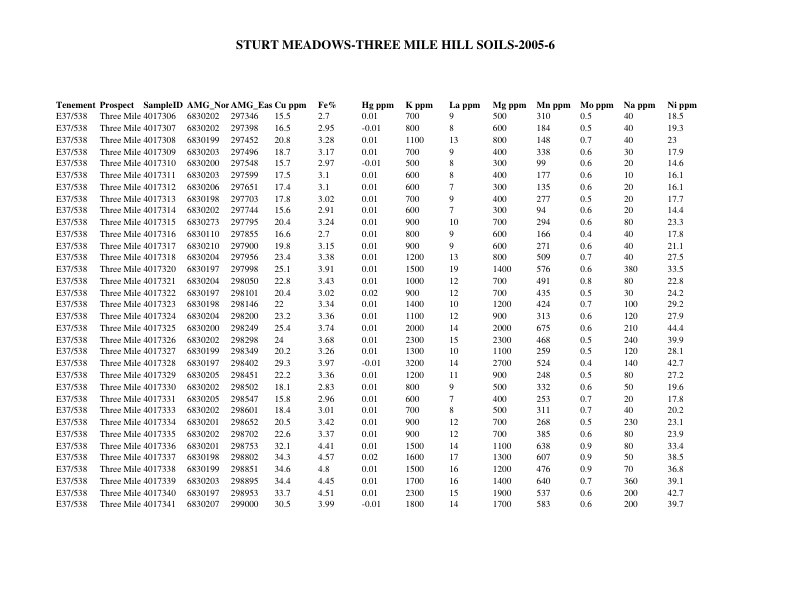 STURT MEADOWS-THREE MILE HILL SOILS-2005-6
Tenement Prospect SampleID AMG_Nor AMG_Eas Cu ppm Fe% Hg ppm K ppm La ppm Mg ppm Mn ppm Mo ppm Na ppm Ni ppm
E37/538 Three Mile 4017306 6830202 297346 15.5 2.7 0.01 700 9 500 310 0.5 40 18.5
E37/538 Three Mile 4017307 6830202 297398 16.5 2.95 -0.01 800 8 600 184 0.5 40 19.3
E37/538 Three Mile 4017308 6830199 297452 20.8 3.28 0.01 1100 13 800 148 0.7 40 23
E37/538 Three Mile 4017309 6830203 297496 18.7 3.17 0.01 700 9 400 338 0.6 30 17.9
E37/538 Three Mile 4017310 6830200 297548 15.7 2.97 -0.01 500 8 300 99 0.6 20 14.6
E37/538 Three Mile 4017311 6830203 297599 17.5 3.1 0.01 600 8 400 177 0.6 10 16.1
E37/538 Three Mile 4017312 6830206 297651 17.4 3.1 0.01 600 7 300 135 0.6 20 16.1
E37/538 Three Mile 4017313 6830198 297703 17.8 3.02 0.01 700 9 400 277 0.5 20 17.7
E37/538 Three Mile 4017314 6830202 297744 15.6 2.91 0.01 600 7 300 94 0.6 20 14.4
E37/538 Three Mile 4017315 6830273 297795 20.4 3.24 0.01 900 10 700 294 0.6 80 23.3
E37/538 Three Mile 4017316 6830110 297855 16.6 2.7 0.01 800 9 600 166 0.4 40 17.8
E37/538 Three Mile 4017317 6830210 297900 19.8 3.15 0.01 900 9 600 271 0.6 40 21.1
E37/538 Three Mile 4017318 6830204 297956 23.4 3.38 0.01 1200 13 800 509 0.7 40 27.5
E37/538 Three Mile 4017320 6830197 297998 25.1 3.91 0.01 1500 19 1400 576 0.6 380 33.5
E37/538 Three Mile 4017321 6830204 298050 22.8 3.43 0.01 1000 12 700 491 0.8 80 22.8
E37/538 Three Mile 4017322 6830197 298101 20.4 3.02 0.02 900 12 700 435 0.5 30 24.2
E37/538 Three Mile 4017323 6830198 298146 22 3.34 0.01 1400 10 1200 424 0.7 100 29.2
E37/538 Three Mile 4017324 6830204 298200 23.2 3.36 0.01 1100 12 900 313 0.6 120 27.9
E37/538 Three Mile 4017325 6830200 298249 25.4 3.74 0.01 2000 14 2000 675 0.6 210 44.4
E37/538 Three Mile 4017326 6830202 298298 24 3.68 0.01 2300 15 2300 468 0.5 240 39.9
E37/538 Three Mile 4017327 6830199 298349 20.2 3.26 0.01 1300 10 1100 259 0.5 120 28.1
E37/538 Three Mile 4017328 6830197 298402 29.3 3.97 -0.01 3200 14 2700 524 0.4 140 42.7
E37/538 Three Mile 4017329 6830205 298451 22.2 3.36 0.01 1200 11 900 248 0.5 80 27.2
E37/538 Three Mile 4017330 6830202 298502 18.1 2.83 0.01 800 9 500 332 0.6 50 19.6
E37/538 Three Mile 4017331 6830205 298547 15.8 2.96 0.01 600 7 400 253 0.7 20 17.8
E37/538 Three Mile 4017333 6830202 298601 18.4 3.01 0.01 700 8 500 311 0.7 40 20.2
E37/538 Three Mile 4017334 6830201 298652 20.5 3.42 0.01 900 12 700 268 0.5 230 23.1
E37/538 Three Mile 4017335 6830202 298702 22.6 3.37 0.01 900 12 700 385 0.6 80 23.9
E37/538 Three Mile 4017336 6830201 298753 32.1 4.41 0.01 1500 14 1100 638 0.9 80 33.4
E37/538 Three Mile 4017337 6830198 298802 34.3 4.57 0.02 1600 17 1300 607 0.9 50 38.5
E37/538 Three Mile 4017338 6830199 298851 34.6 4.8 0.01 1500 16 1200 476 0.9 70 36.8
E37/538 Three Mile 4017339 6830203 298895 34.4 4.45 0.01 1700 16 1400 640 0.7 360 39.1
E37/538 Three Mile 4017340 6830197 298953 33.7 4.51 0.01 2300 15 1900 537 0.6 200 42.7
E37/538 Three Mile 4017341 6830207 299000 30.5 3.99 -0.01 1800 14 1700 583 0.6 200 39.7